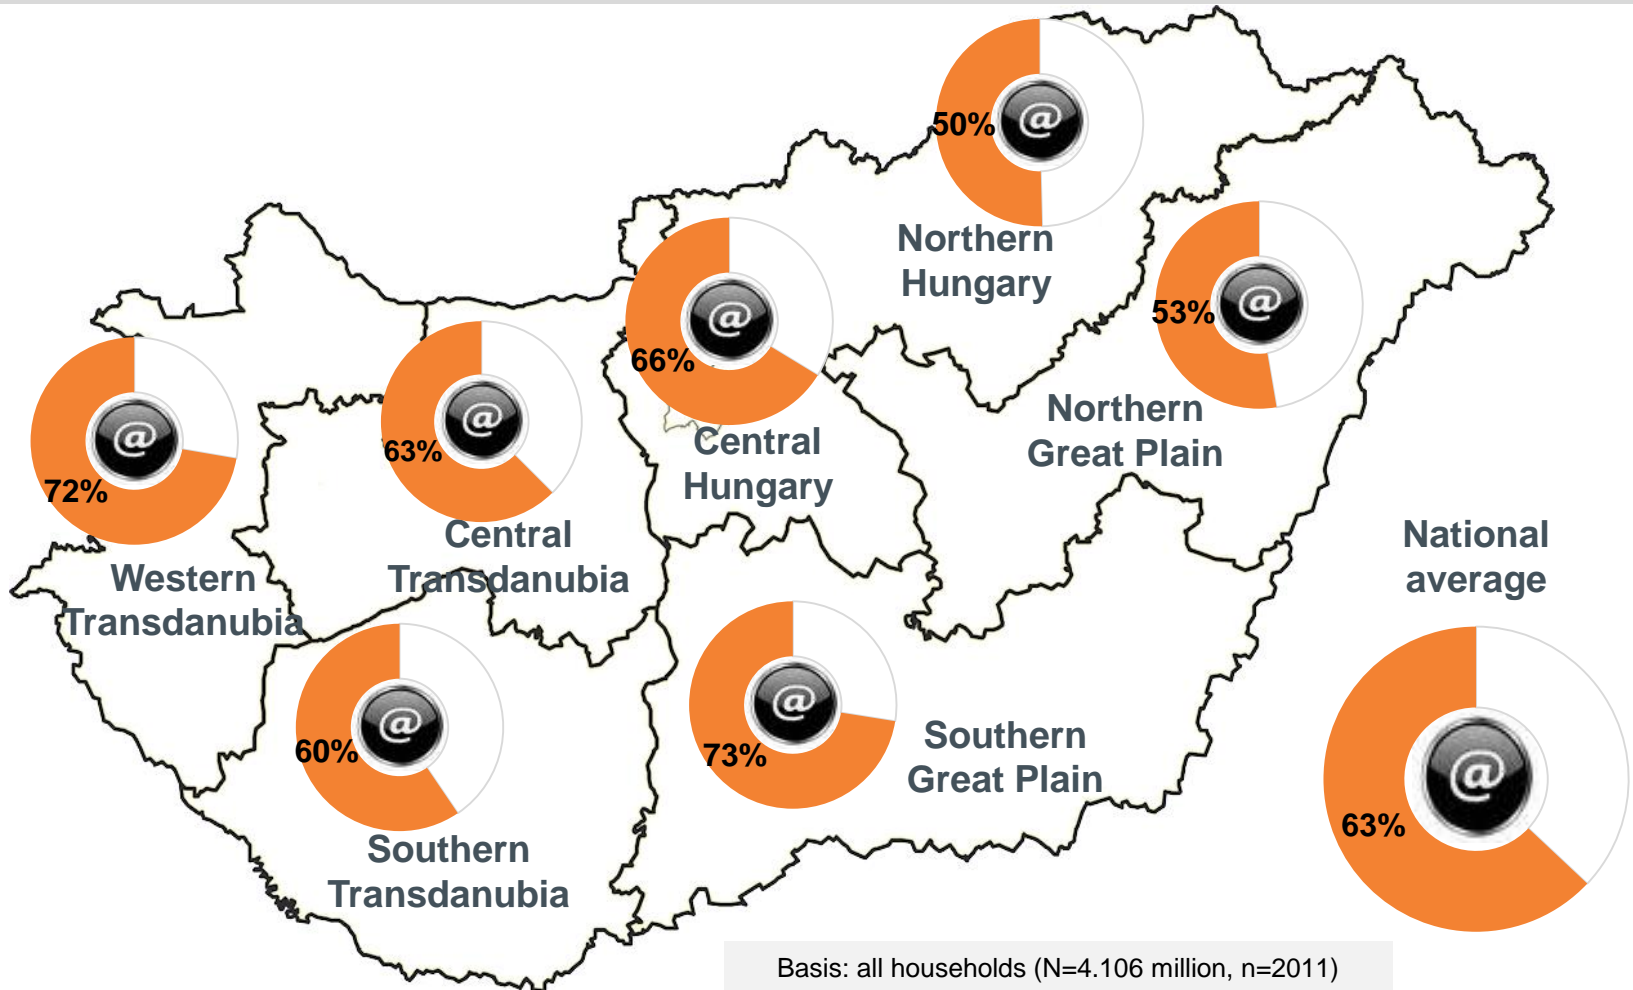 @
50%
Northern
Hungary
@
53%
Northern
Great Plain
@
66%
Central
Hungary
@
63%
Central
Transdanubia
@
72%
Western
Transdanubia
@
60%
Southern
Transdanubia
@
73%
Southern
Great Plain
National
average
@
63%
Basis: all households (N=4.106 million, n=2011)